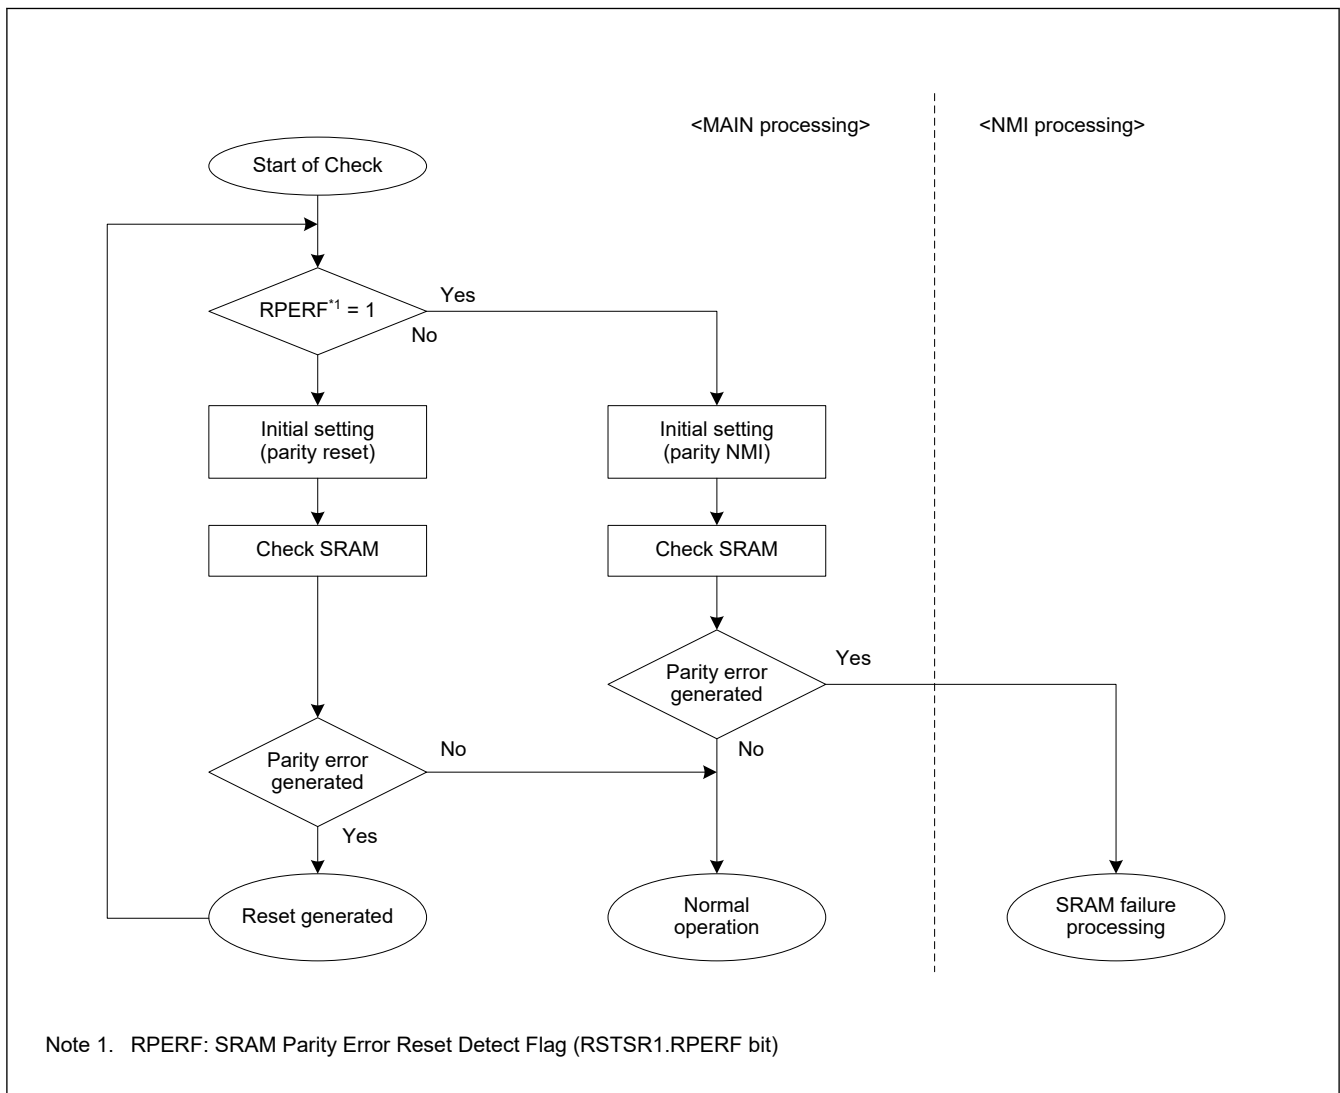 <MAIN processing>
<NMI processing>
Start of Check
RPERF*1 = 1
Yes
No
Initial setting
(parity reset)
Initial setting
(parity NMI)
Check SRAM
Check SRAM
Parity error
generated
Yes
No
Parity error
generated
No
Yes
Reset generated
Normal
operation
SRAM failure
processing
Note 1. RPERF: SRAM Parity Error Reset Detect Flag (RSTSR1.RPERF bit)